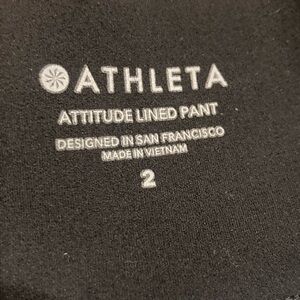 ATHLETA
ATTITUDE LINED PANT
DESIGNED IN SAN FRANCISCO
MADE IN VIETNAM
2